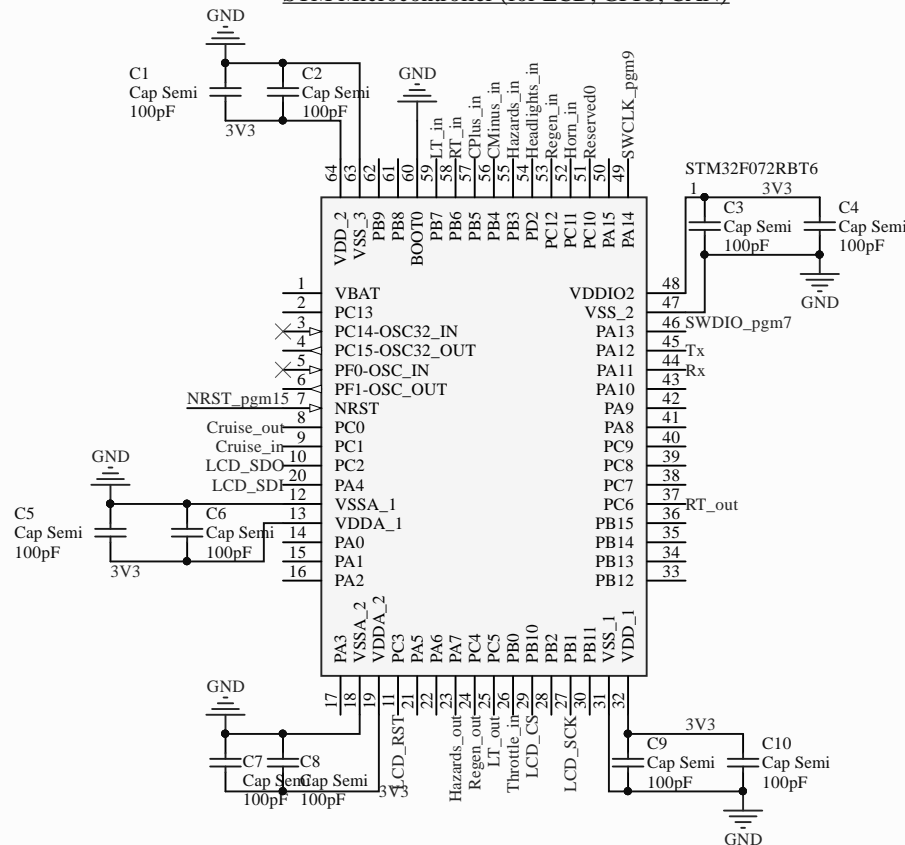 GND
C1
Cap Semi
100pF
C2
Cap Semi
100pF
3V3
GND
LT_in
RT_in
CPlus_in
CMinus_in
Hazards_in
Headlights_in
Regen_in
Horn_in
Reserved0
SWCLK_pgm9
64
63
62
61
60
59
58
57
56
55
54
53
52
51
50
49
STM32F072RBT6
1
3V3
C3
Cap Semi
100pF
C4
Cap Semi
100pF
GND
VDD_2
VSS_3
PB9
PB8
BOOT0
PB7
PB6
PB5
PB4
PB3
PD2
PC12
PC11
PC10
PA15
PA14
1 VBAT
2 PC13
3 PC14-OSC32_IN
4 PC15-OSC32_OUT
5 PF0-OSC_IN
6 PF1-OSC_OUT
NRST_pgm15 7 NRST
Cruise_out 8 PC0
Cruise_in 9 PC1
LCD_SDO 10 PC2
LCD_SDI 20 PA4
12 VSSA_1
13 VDDA_1
14 PA0
15 PA1
16 PA2
VDDIO2 48
VSS_2 47
PA13 46 SWDIO_pgm7
PA12 45 Tx
PA11 44 Rx
PA10 43
PA9 42
PA8 41
PC9 40
PC8 39
PC7 38
PC6 37 RT_out
PB15 36
PB14 35
PB13 34
PB12 33
GND
C5
Cap Semi
100pF
C6
Cap Semi
100pF
3V3
PA3
VSSA_2
VDDA_2
PC3
PA5
PA6
PA7
PC4
PC5
PB0
PB10
PB2
PB1
PB11
VSS_1
VDD_1
17
18
19
11
21
22
23
24
25
26
29
28
27
30
31
32
LCD_RST
Hazards_out
Regen_out
LT_out
Throttle_in
LCD_CS
LCD_SCK
GND
C7
Cap Semi
100pF
C8
Cap Semi
100pF
3V3
3V3
C9
Cap Semi
100pF
C10
Cap Semi
100pF
GND